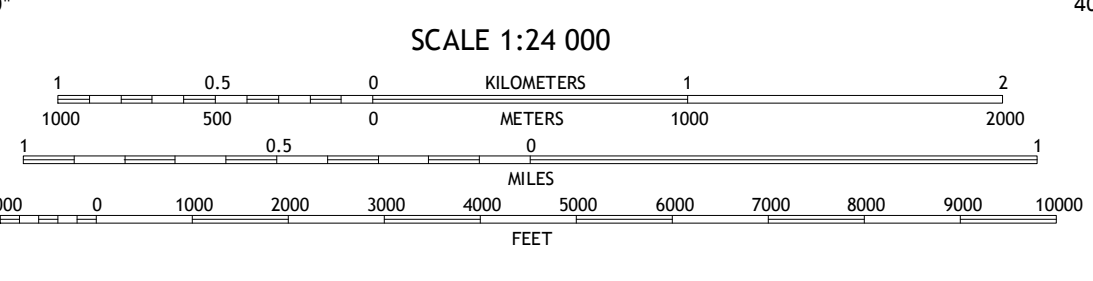 SCALE 1:24 000
1 0.5 0 KILOMETERS 1 2
1000 500 0 METERS 1000 2000
1 0.5 0 1
MILES
0 1000 2000 3000 4000 5000 6000 7000 8000 9000 10000
FEET